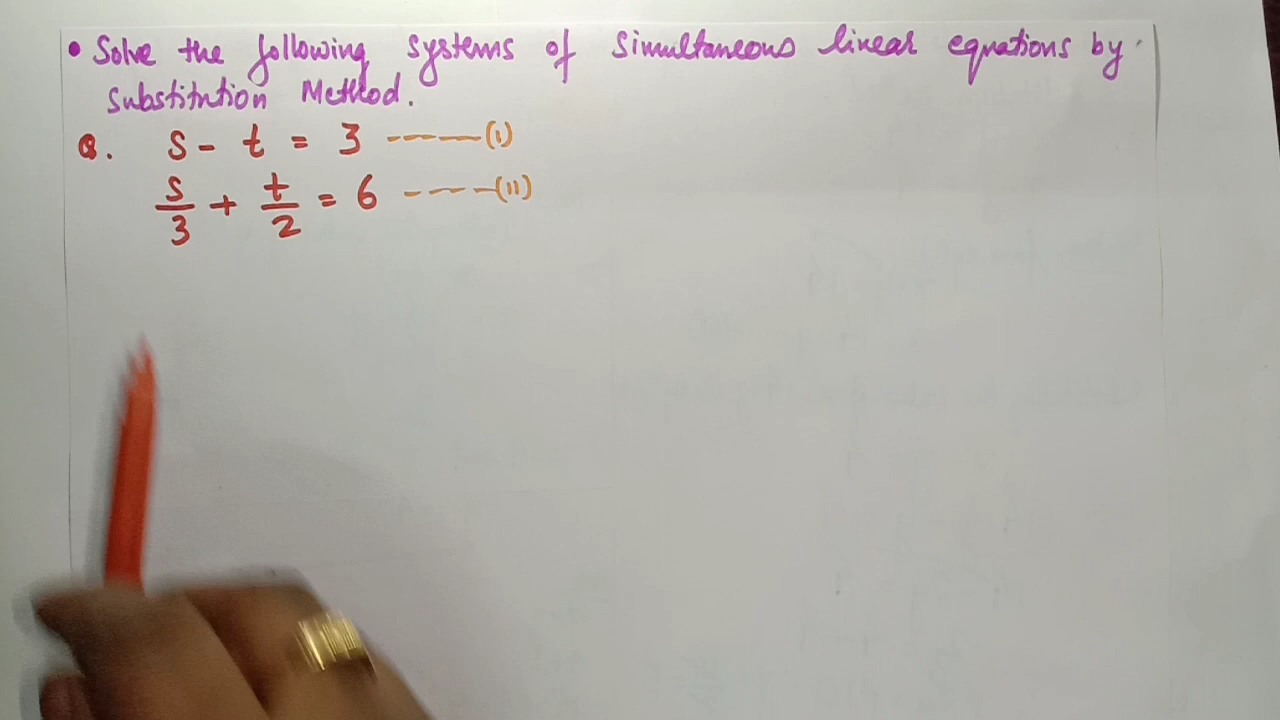 • Solve the following systems of simultaneous linear equations by
Substitution Method.
Q. s - t = 3 -----(i)
s/3 + t/2 = 6 ----(ii)